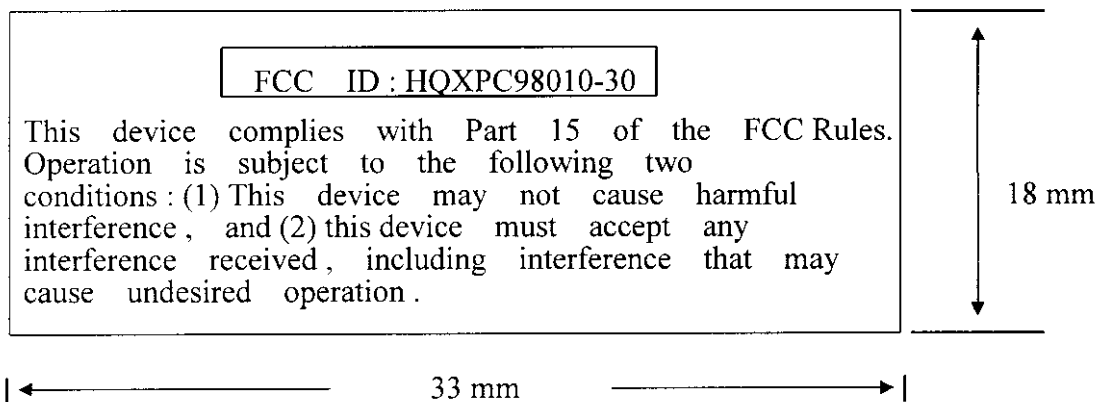 FCC ID : HQXPC98010-30
This device complies with Part 15 of the FCC Rules.
Operation is subject to the following two
conditions : (1) This device may not cause harmful
interference , and (2) this device must accept any
interference received , including interference that may
cause undesired operation .
18 mm
33 mm